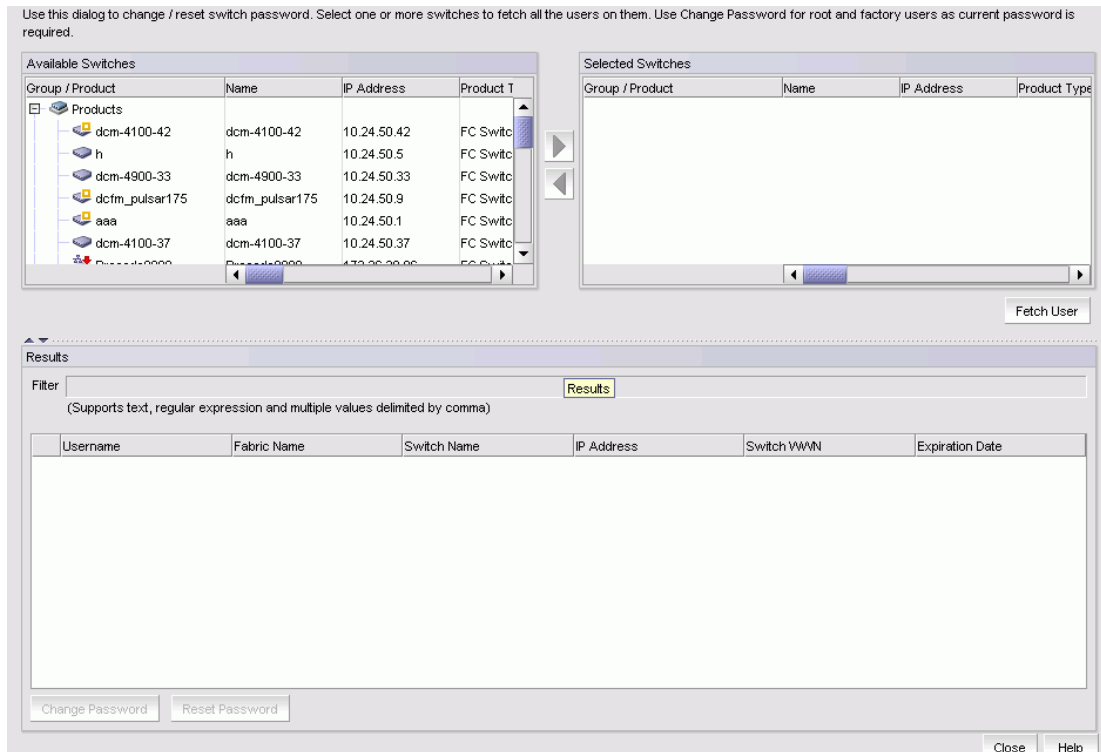 Use this dialog to change / reset switch password. Select one or more switches to fetch all the users on them. Use Change Password for root and factory users as current password is
required.
Available Switches
Group / Product Name IP Address Product T
Products
dcm-4100-42 dcm-4100-42 10.24.50.42 FC Switc
h h 10.24.50.5 FC Switc
dcm-4900-33 dcm-4900-33 10.24.50.33 FC Switc
dcfm_pulsar175 dcfm_pulsar175 10.24.50.9 FC Switc
aaa aaa 10.24.50.1 FC Switc
dcm-4100-37 dcm-4100-37 10.24.50.37 FC Switc
Selected Switches
Group / Product Name IP Address Product Type
Fetch User
Results
Filter
Results
(Supports text, regular expression and multiple values delimited by comma)
Username Fabric Name Switch Name IP Address Switch WWN Expiration Date
Change Password Reset Password
Close Help